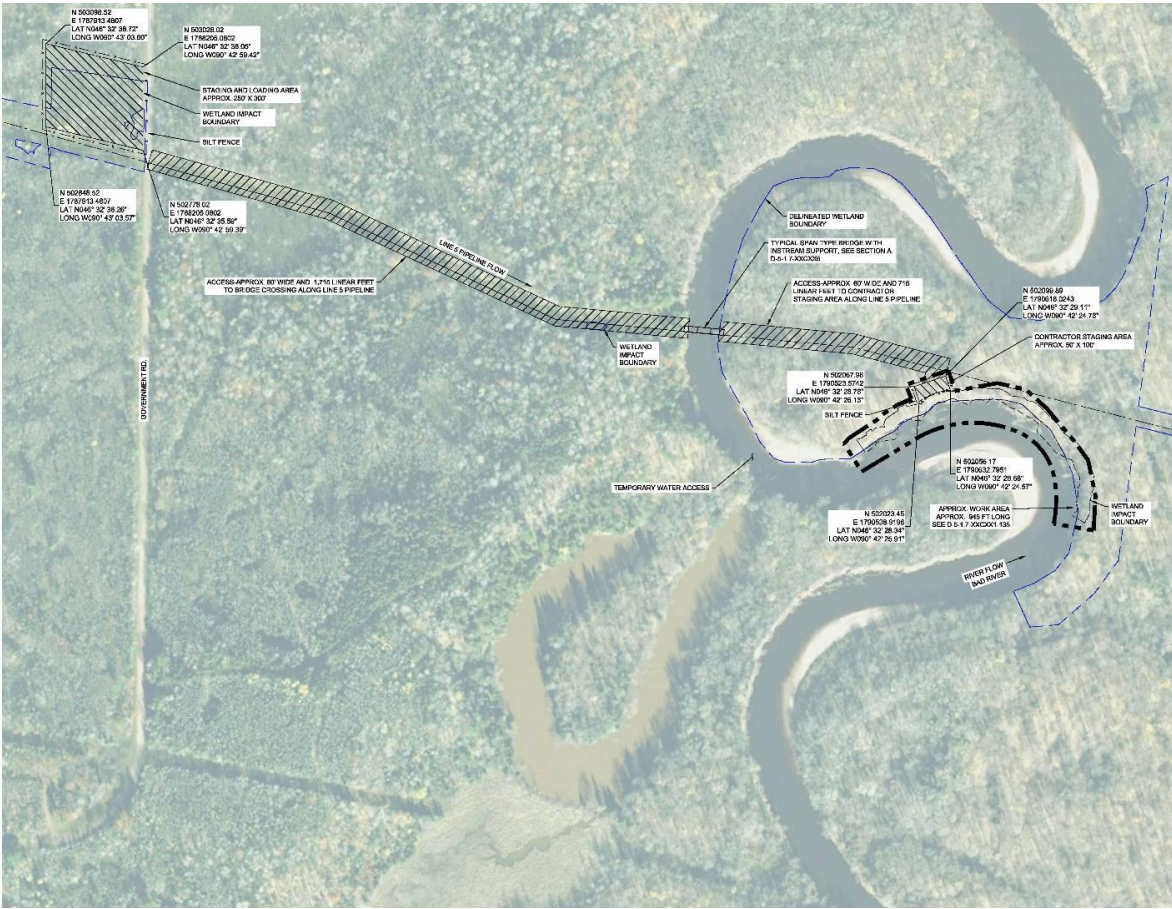 N 503098.52
E 1787913.4807
LAT N046° 32' 38.72"
LONG W090° 43' 03.60"
N 503028.02
E 1788205.0802
LAT N046° 32' 38.05"
LONG W090° 42' 59.42"
STAGING AND LOADING AREA
APPROX. 250' X 300'
WETLAND IMPACT
BOUNDARY
SILT FENCE
N 502848.52
E 1787913.4807
LAT N046° 32' 36.26"
LONG W090° 43' 03.57"
N 502778.02
E 1788205.0802
LAT N046° 32' 35.59"
LONG W090° 42' 59.39"
LINE 5 PIPELINE FLOW
ACCESS-APPROX. 60' WIDE AND 1,715 LINEAR FEET
TO BRIDGE CROSSING ALONG LINE 5 PIPELINE
GOVERNMENT RD.
DELINEATED WETLAND
BOUNDARY
TYPICAL SPAN TYPE BRIDGE WITH
INSTREAM SUPPORT, SEE SECTION A
ACCESS-APPROX. 60' WIDE AND 716
LINEAR FEET TO CONTRACTOR
STAGING AREA ALONG LINE 5 PIPELINE
WETLAND
IMPACT
BOUNDARY
N 502099.89
E 1790618.0243
LAT N046° 32' 29.11"
LONG W090° 42' 24.78"
CONTRACTOR STAGING AREA
APPROX. 50' X 100'
N 502067.98
E 1790523.5742
LAT N046° 32' 28.78"
LONG W090° 42' 26.13"
SILT FENCE
TEMPORARY WATER ACCESS
N 502056.17
E 1790632.7951
LAT N046° 32' 28.68"
LONG W090° 42' 24.57"
N 502023.45
E 1790538.9198
LAT N046° 32' 28.34"
LONG W090° 42' 25.91"
APPROX. WORK AREA
APPROX. 945 FT LONG
WETLAND
IMPACT
BOUNDARY
RIVER FLOW
BAD RIVER